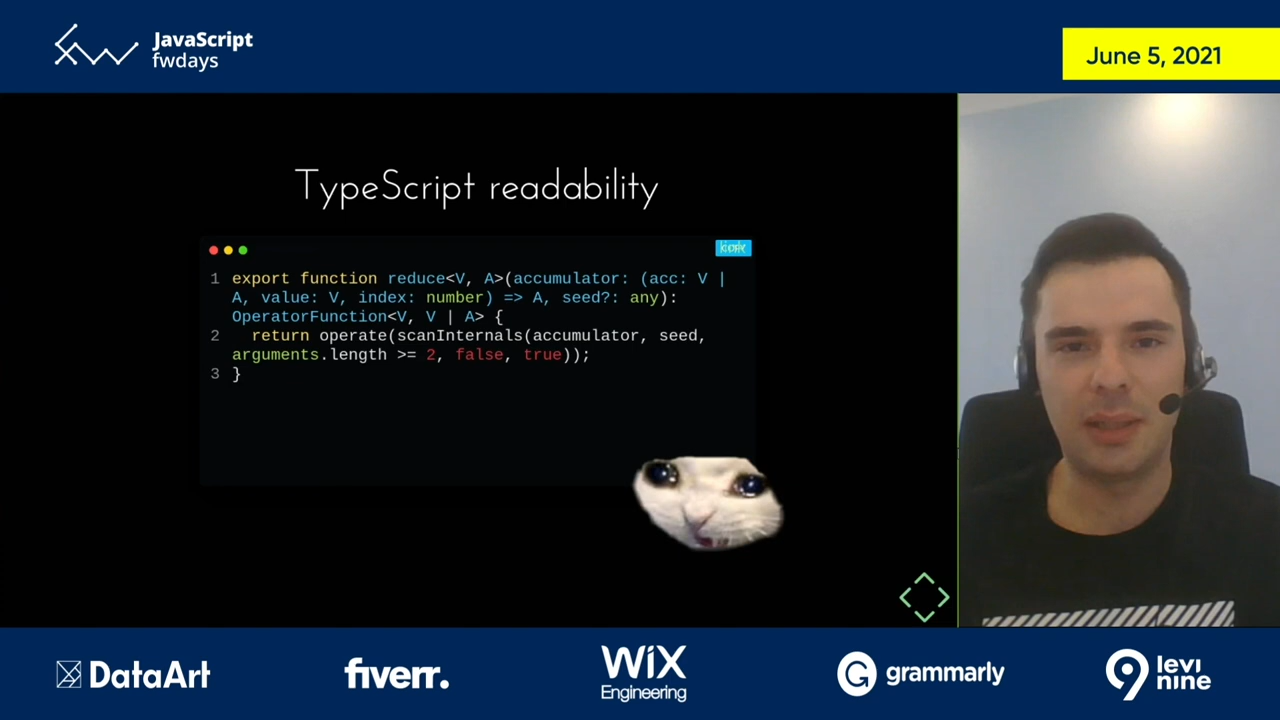 JavaScript
fwdays
June 5, 2021
TypeScript readability
1 export function reduce<V, A>(accumulator: (acc: V |
A, value: V, index: number) => A, seed?: any):
OperatorFunction<V, V | A> {
2 return operate(scanInternals(accumulator, seed,
arguments.length >= 2, false, true));
3 }
DataArt
fiverr.
WiX
Engineering
grammarly
9 levi
nine